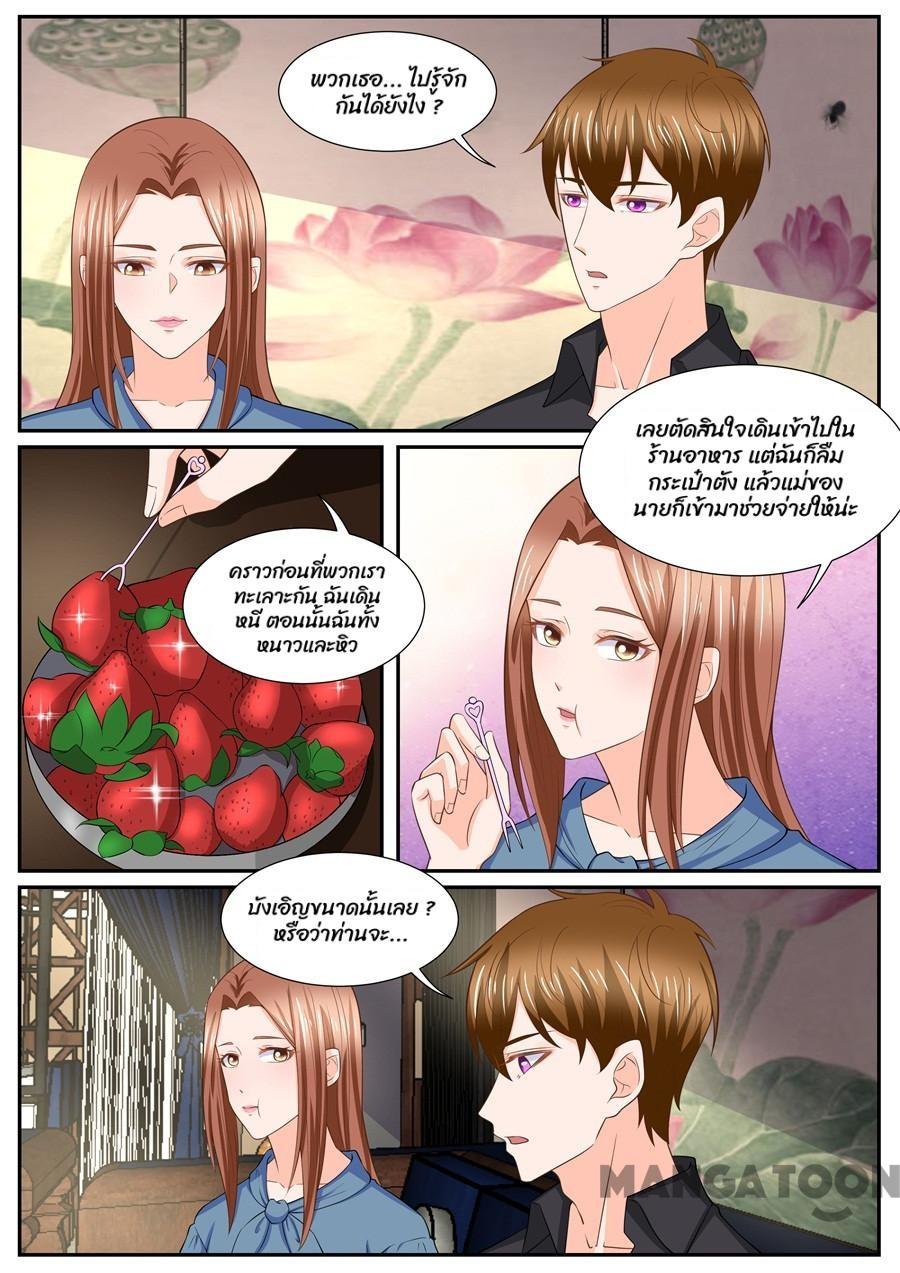 พวกเธอ... ไปรู้จัก
กันได้ยังไง ?
คราวก่อนที่พวกเรา
ทะเลาะกัน ฉันเดิน
หนี ตอนนั้นฉันทั้ง
หนาวและหิว
เลยตัดสินใจเดินเข้าไปใน
ร้านอาหาร แต่ฉันก็ลืม
กระเป๋าตัง แล้วแม่ของ
นายก็เข้ามาช่วยจ่ายให้น่ะ
บังเอิญขนาดนั้นเลย ?
หรือว่าท่านจะ...
MANGATOON